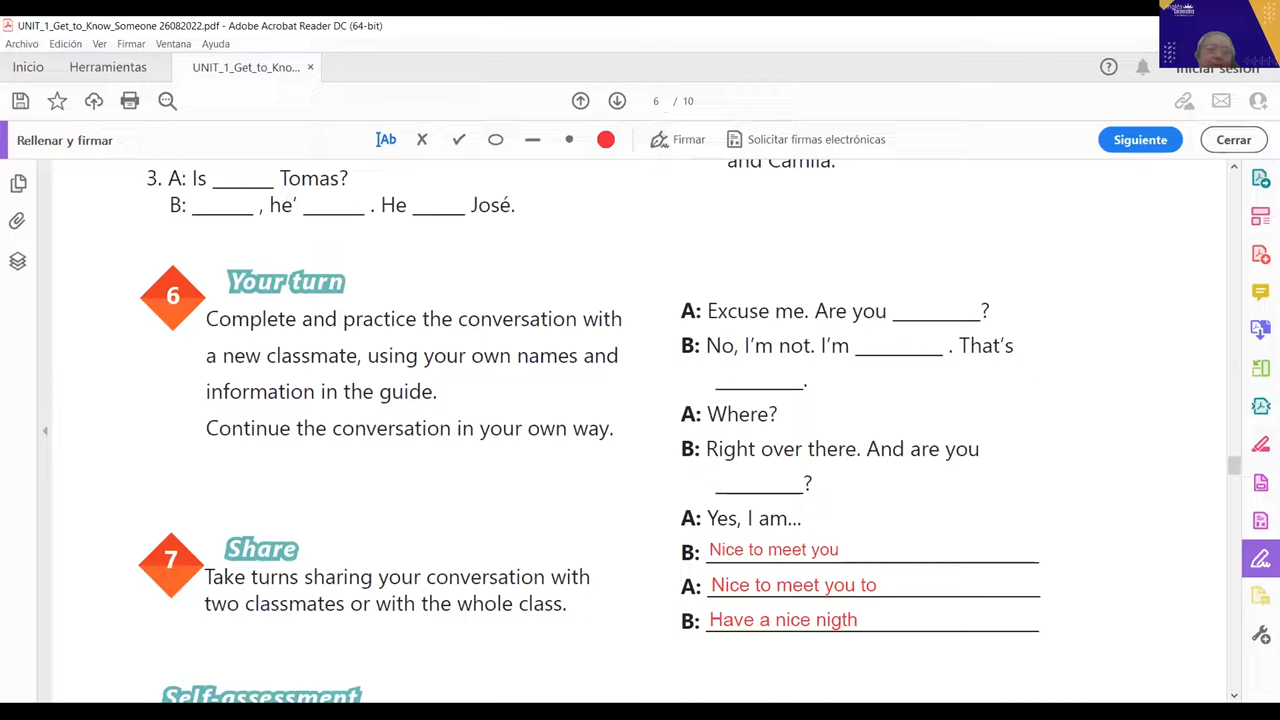 UNIT_1_Get_to_Know_Someone 26082022.pdf - Adobe Acrobat Reader DC (64-bit)
Archivo Edición Ver Firmar Ventana Ayuda
Inicio Herramientas UNIT_1_Get_to_Kno... × Iniciar sesión
6 / 10
Rellenar y firmar Ab Firmar Solicitar firmas electrónicas Siguiente Cerrar
and Camila.
3. A: Is ______ Tomas?
B: ______ , he' ______ . He _____ José.
6 Your turn
Complete and practice the conversation with
a new classmate, using your own names and
information in the guide.
Continue the conversation in your own way.
A: Excuse me. Are you ________?
B: No, I'm not. I'm ________ . That's
________.
A: Where?
B: Right over there. And are you
________?
A: Yes, I am...
B: Nice to meet you
A: Nice to meet you to
B: Have a nice nigth
7 Share
Take turns sharing your conversation with
two classmates or with the whole class.
Self-assessment